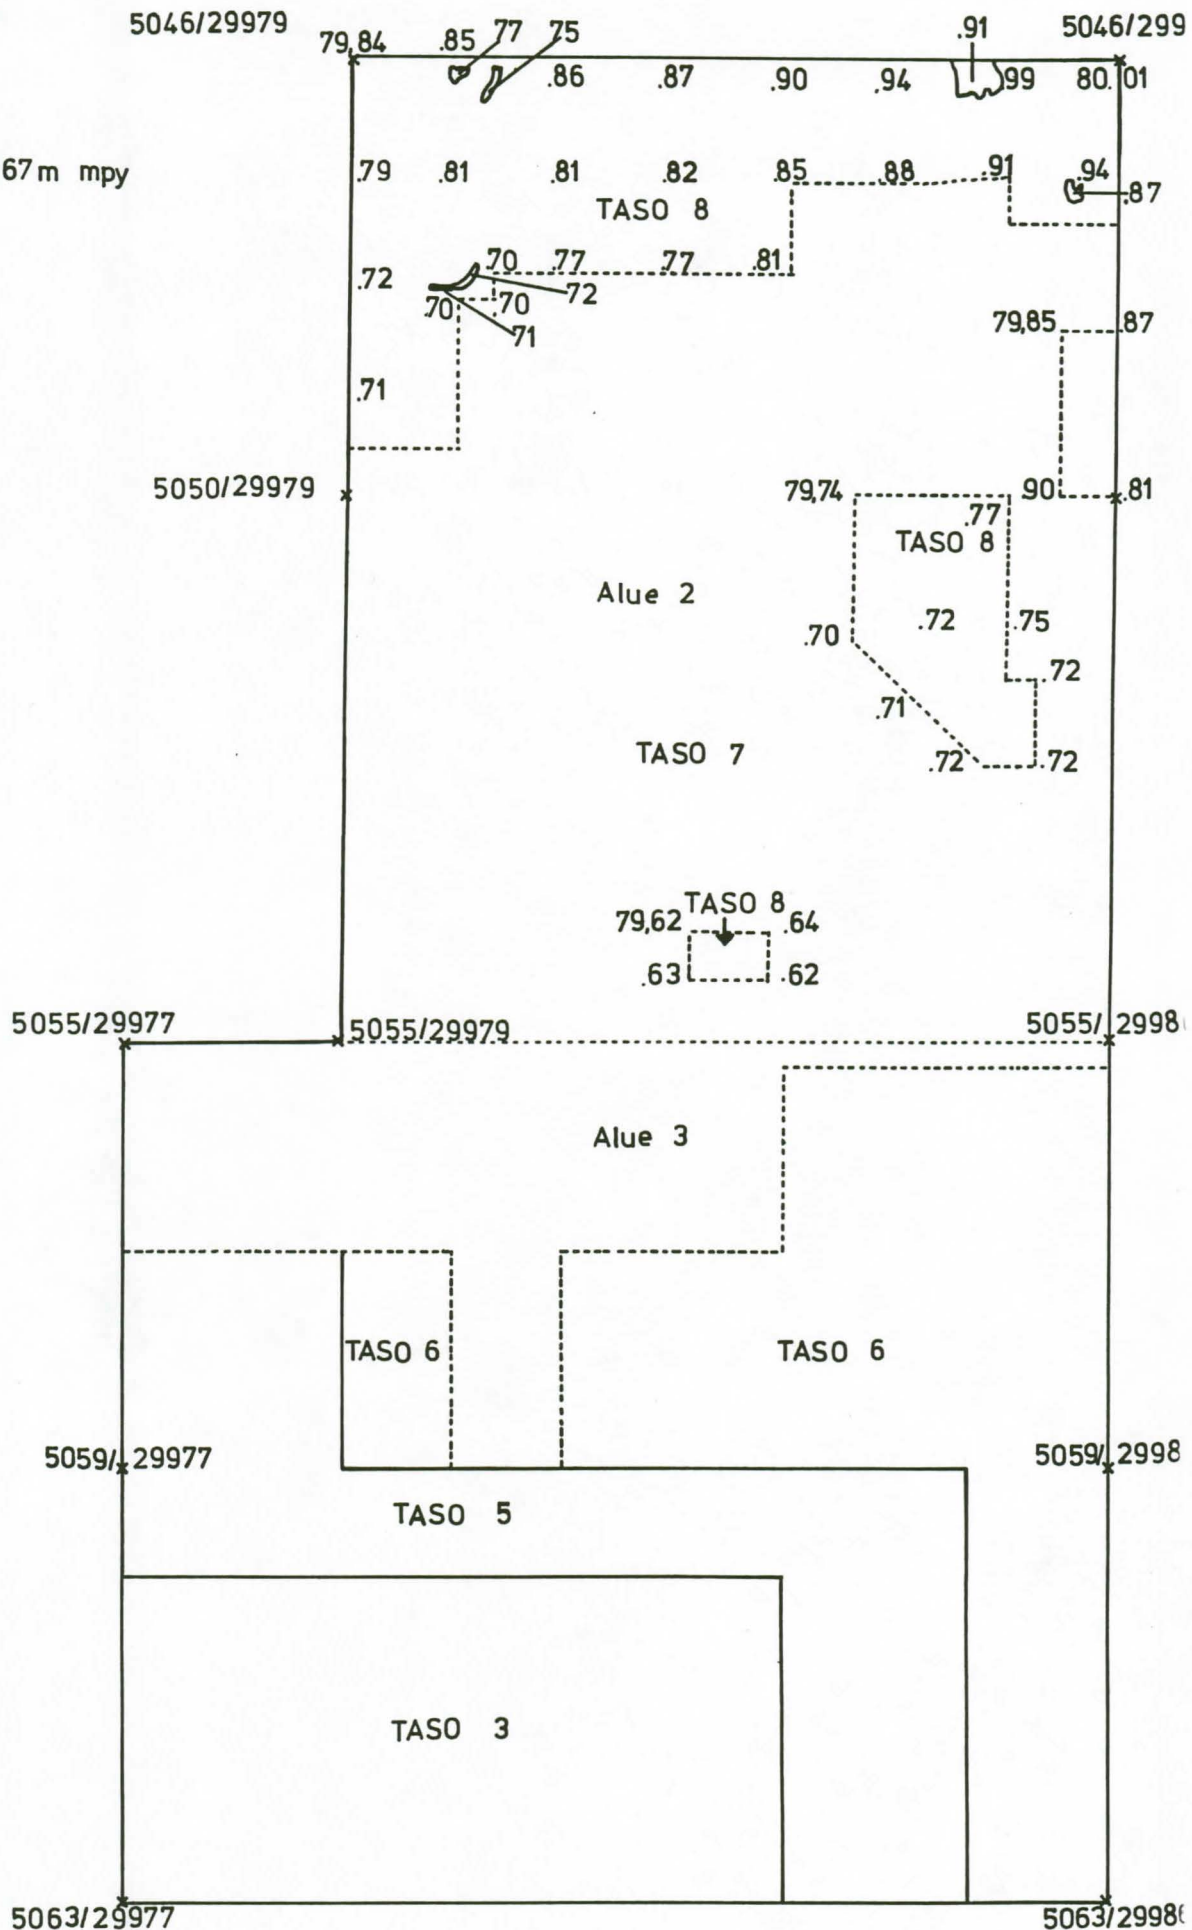 5046/29979
79,84 .85 77 75 .91 5046/299
.86 .87 .90 .94 .99 80.01
67 m mpy .79 .81 .81 .82 .85 .88 .91 .94
.87
TASO 8
.72 .70 .77 .77 .81
72
.70 .70
71
79,85 .87
.71
5050/29979 79,74 .90 .81
.77
TASO 8
Alue 2
.72 .75
.70
.72
.71
TASO 7 .72 .72
TASO 8
79,62 .64
.63 .62
5055/29977 5055/29979 5055/2998
Alue 3
TASO 6 TASO 6
5059/29977 5059/2998
TASO 5
TASO 3
5063/29977 5063/2998